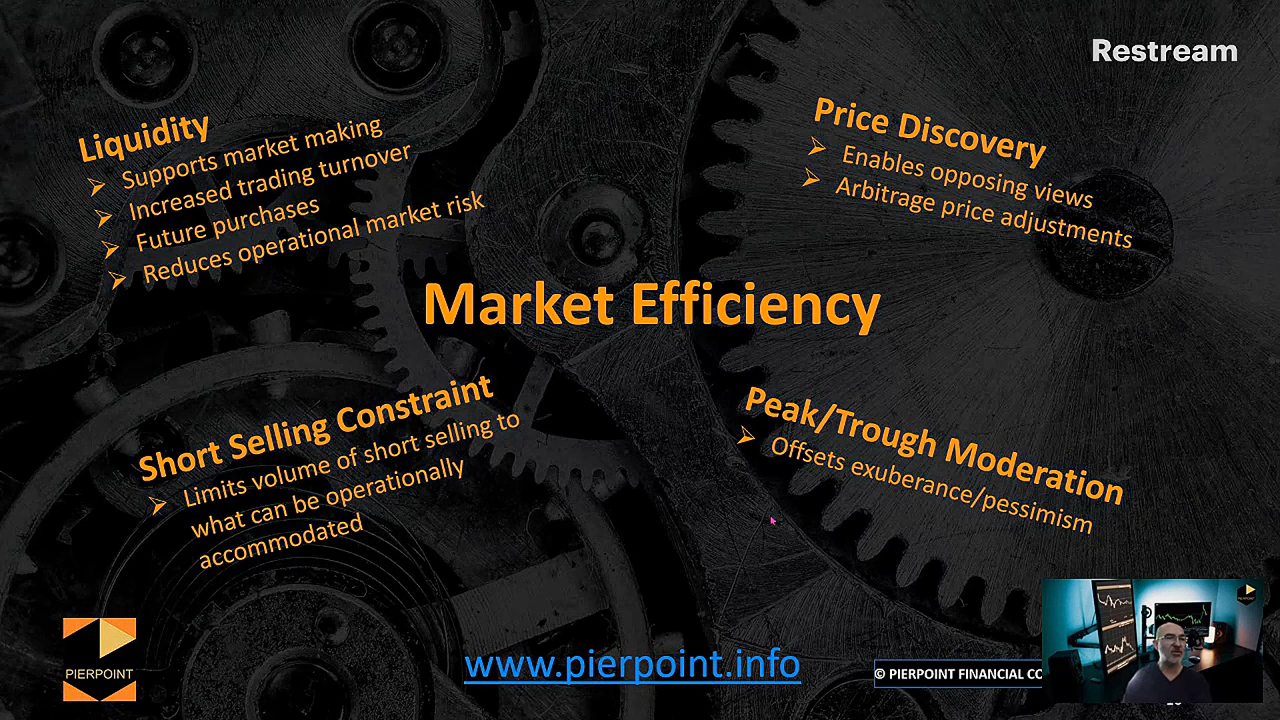 Restream
Liquidity
Supports market making
Increased trading turnover
Future purchases
Reduces operational market risk
Price Discovery
Enables opposing views
Arbitrage price adjustments
Market Efficiency
Short Selling Constraint
Limits volume of short selling to
what can be operationally
accommodated
Peak/Trough Moderation
Offsets exuberance/pessimism
PIERPOINT
www.pierpoint.info
© PIERPOINT FINANCIAL CO